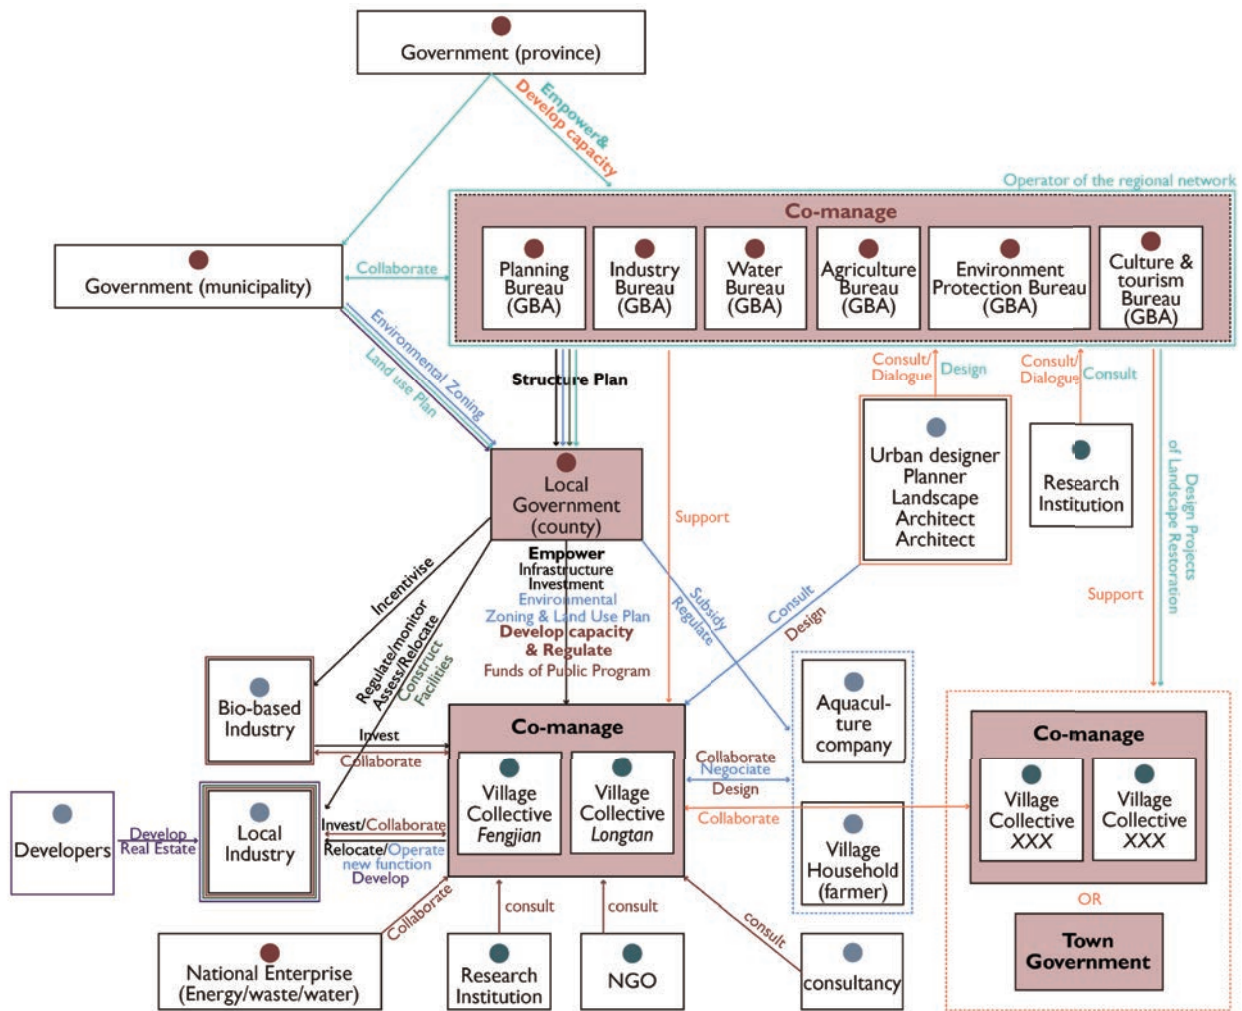 Government (province)
Empower&
Develop capacity
Operator of the regional network
Co-manage
Planning
Bureau
(GBA)
Industry
Bureau
(GBA)
Water
Bureau
(GBA)
Agriculture
Bureau
(GBA)
Environment
Protection Bureau
(GBA)
Culture &
tourism
Bureau
(GBA)
Government (municipality)
Collaborate
Environmental Zoning
Land use Plan
Structure Plan
Consult/
Dialogue
Design
Consult/
Dialogue
Consult
Local
Government
(county)
Urban designer
Planner
Landscape
Architect
Architect
Research
Institution
Support
Design Projects
of Landscape Restoration
Support
Incentivise
Regulate/monitor
Assess/Relocate
Construct
Facilities
Empower
Infrastructure
Investment
Environmental
Zoning & Land Use Plan
Develop capacity
& Regulate
Funds of Public Program
Subsidy
Regulate
Consult
Design
Bio-based
Industry
Invest
Collaborate
Co-manage
Village
Collective
Fengjian
Village
Collective
Longtan
Aquacul-
ture
company
Collaborate
Negociate
Design
Collaborate
Village
Household
(farmer)
Co-manage
Village
Collective
XXX
Village
Collective
XXX
OR
Town
Government
Developers
Develop
Real Estate
Local
Industry
Invest/Collaborate
Relocate/Operate
new function
Develop
Collaborate
consult
consult
consult
National Enterprise
(Energy/waste/water)
Research
Institution
NGO
consultancy